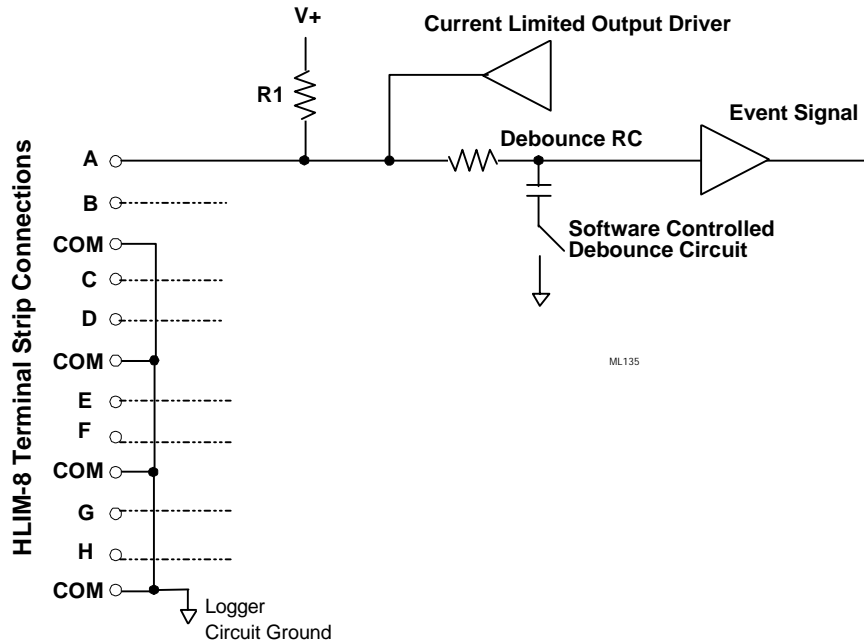 V+
Current Limited Output Driver
R1
Event Signal
Debounce RC
A
B
Software Controlled
Debounce Circuit
COM
C
D
COM
ML135
E
F
COM
G
H
COM
Logger
Circuit Ground
HLIM-8 Terminal Strip Connections